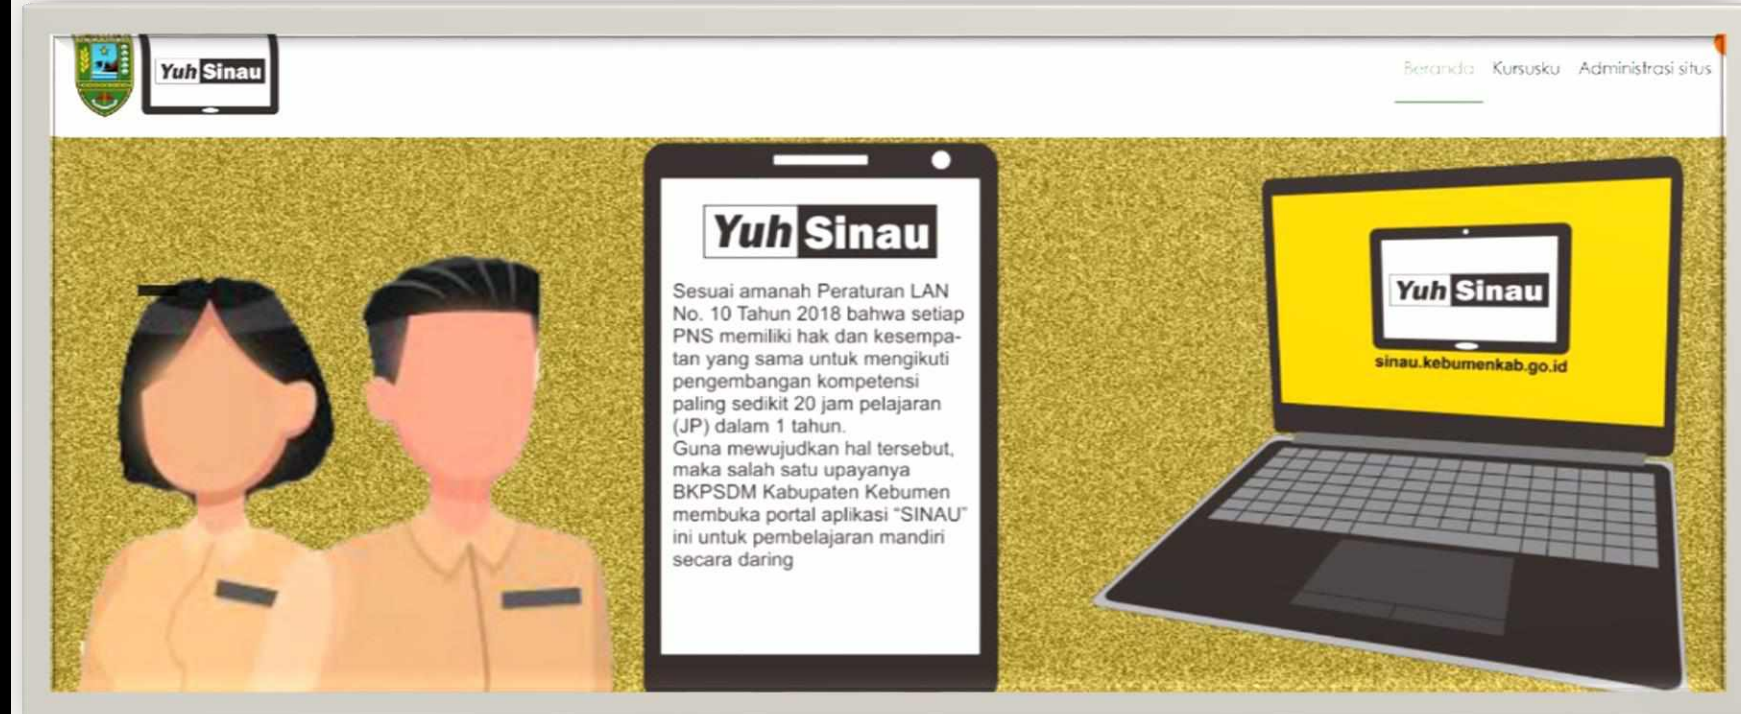 Yuh Sinau
Beranda Kursusku Administrasi situs
Yuh Sinau
Sesuai amanah Peraturan LAN
No. 10 Tahun 2018 bahwa setiap
PNS memiliki hak dan kesempa-
tan yang sama untuk mengikuti
pengembangan kompetensi
paling sedikit 20 jam pelajaran
(JP) dalam 1 tahun.
Guna mewujudkan hal tersebut,
maka salah satu upayanya
BKPSDM Kabupaten Kebumen
membuka portal aplikasi “SINAU”
ini untuk pembelajaran mandiri
secara daring
Yuh Sinau
sinau.kebumenkab.go.id